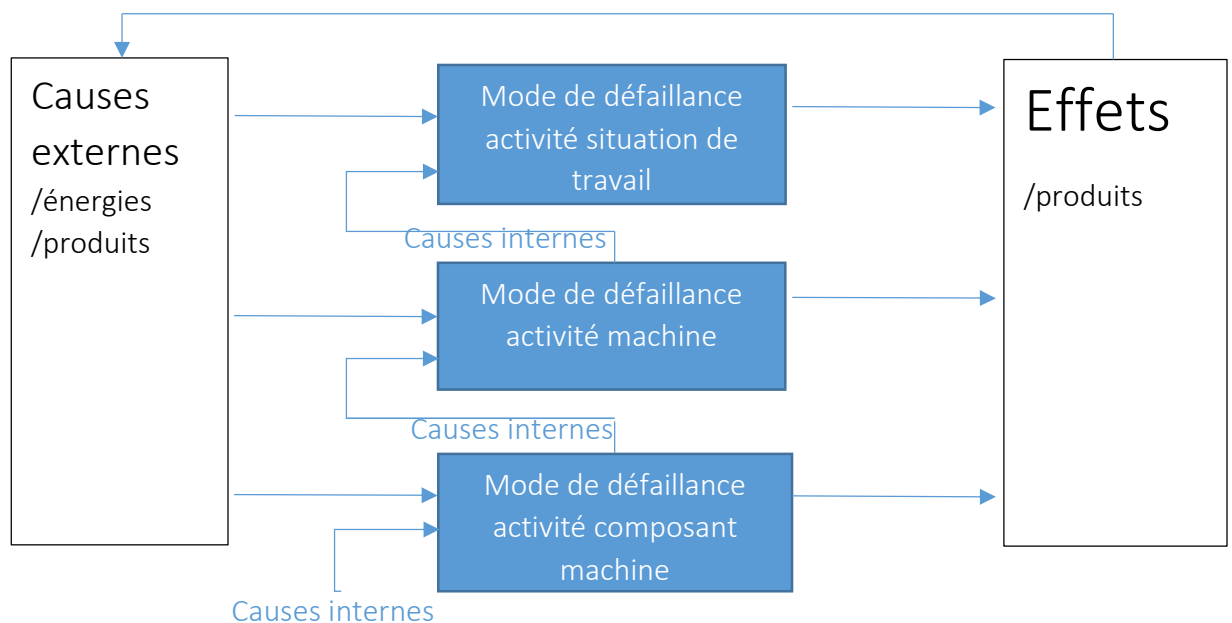 Causes
externes
/énergies
/produits
Mode de défaillance
activité situation de
travail
Effets
/produits
Causes internes
Mode de défaillance
activité machine
Causes internes
Mode de défaillance
activité composant
machine
Causes internes